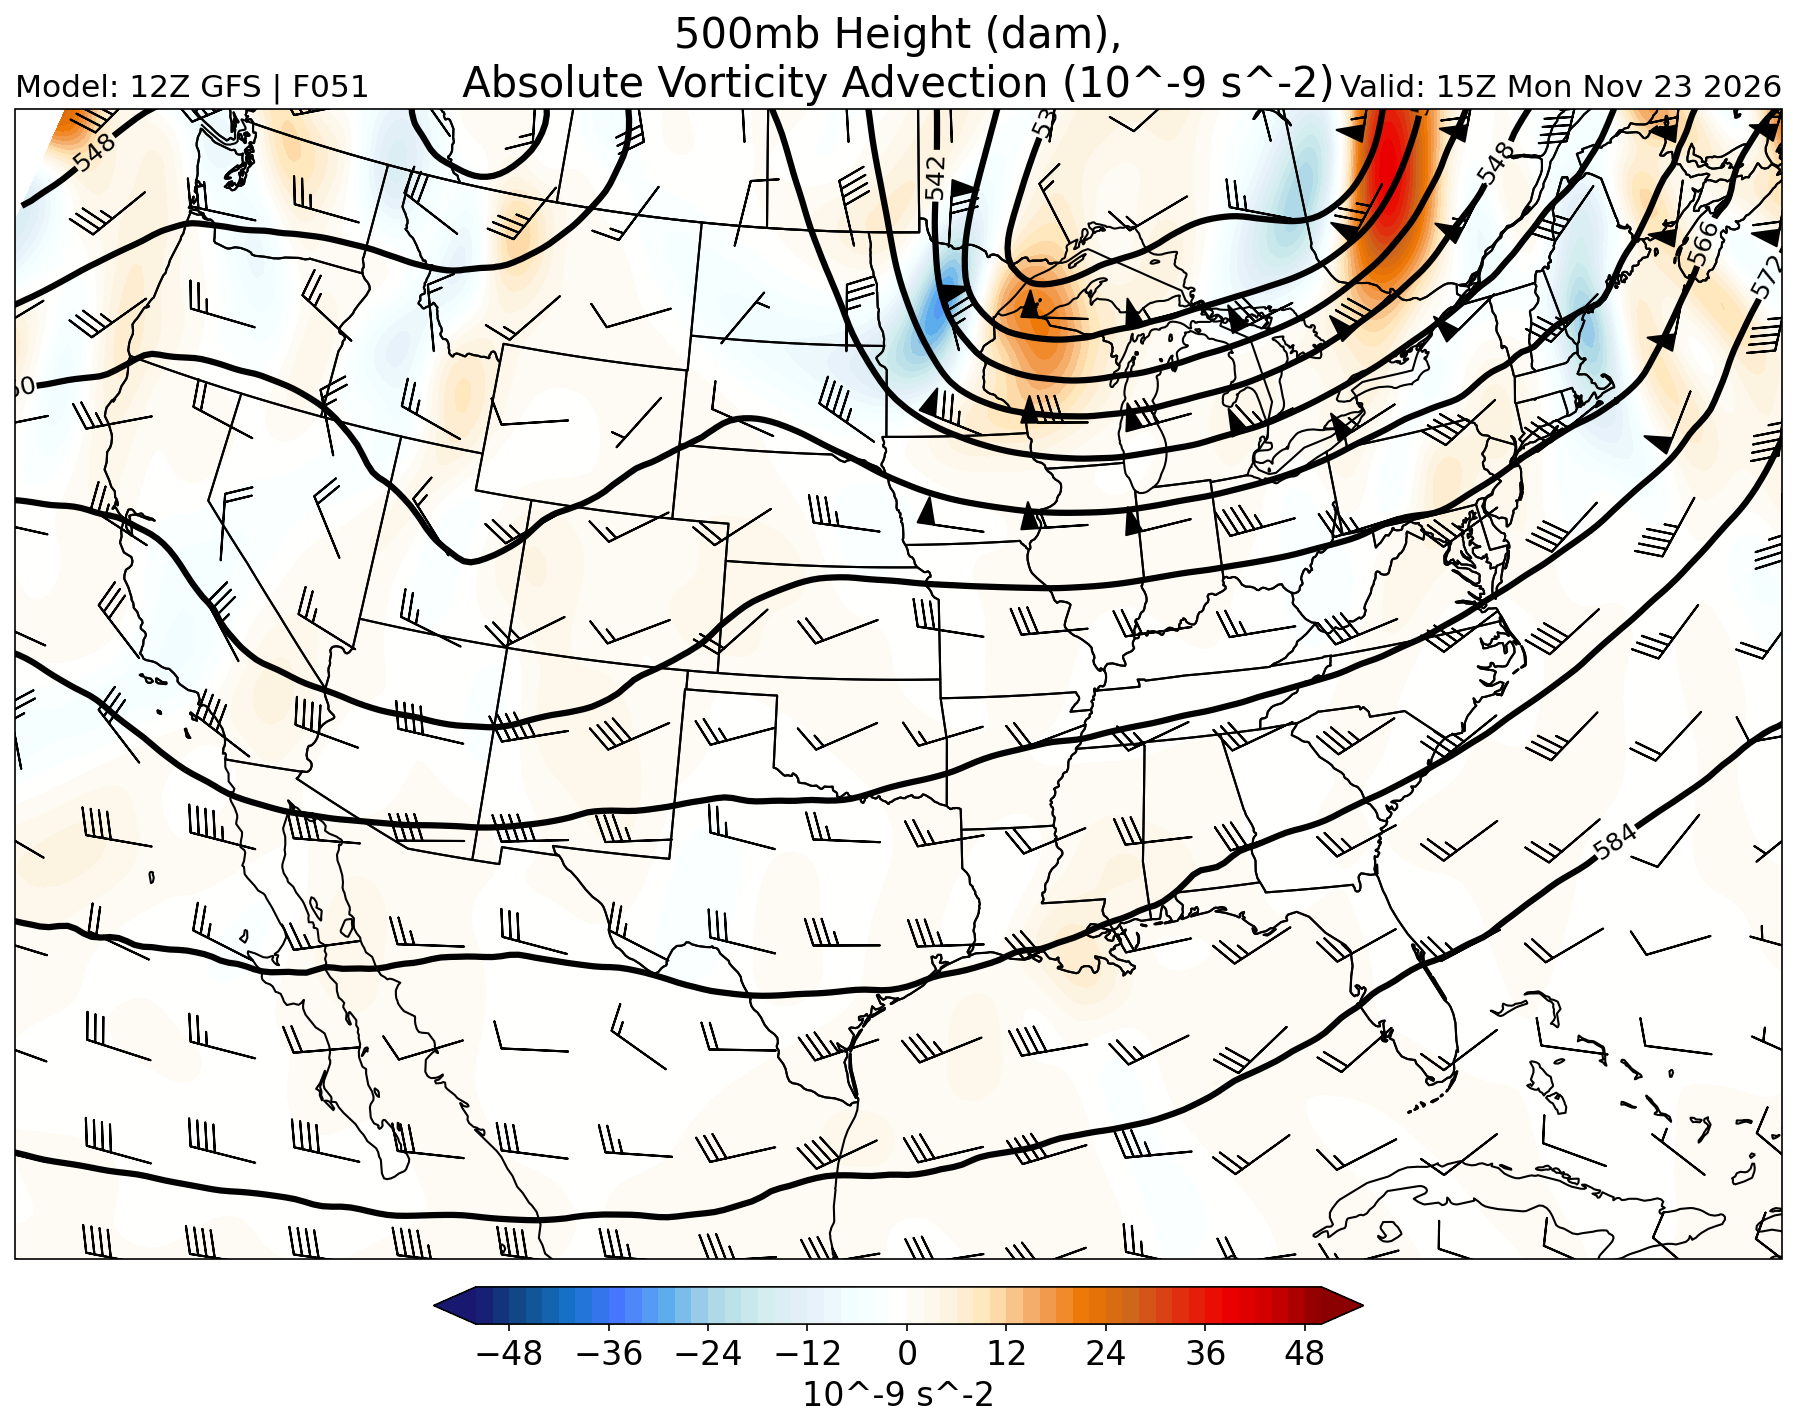 500mb Height (dam),
Absolute Vorticity Advection (10^-9 s^-2)
Model: 12Z GFS | F051
Valid: 15Z Mon Nov 23 2026
548
542
548
566
572
584
−48 −36 −24 −12 0 12 24 36 48
10^-9 s^-2